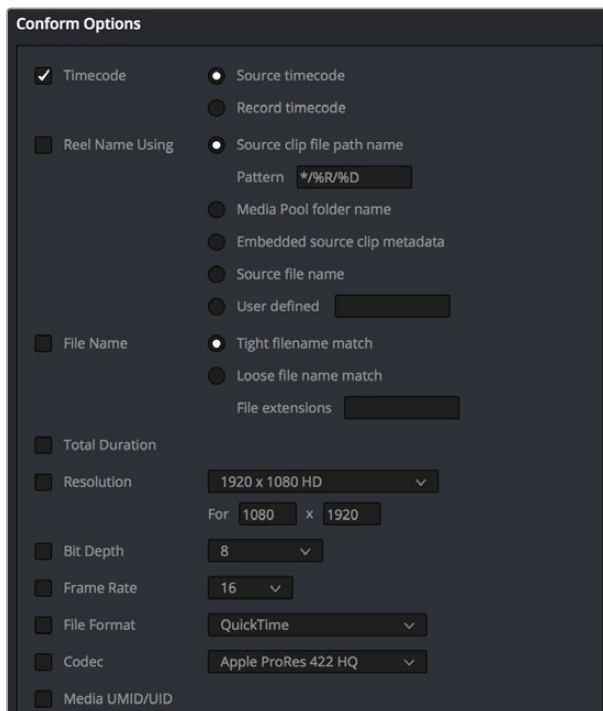 Conform Options
Timecode
Source timecode
Record timecode
Reel Name Using
Source clip file path name
Pattern */%R/%D
Media Pool folder name
Embedded source clip metadata
Source file name
User defined
File Name
Tight filename match
Loose file name match
File extensions
Total Duration
Resolution 1920 x 1080 HD
For 1080 x 1920
Bit Depth 8
Frame Rate 16
File Format QuickTime
Codec Apple ProRes 422 HQ
Media UMID/UID